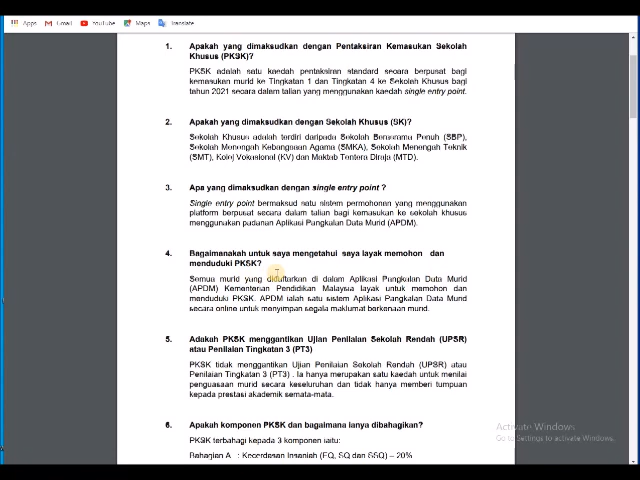 Apps Gmail YouTube Maps Translate
1. Apakah yang dimaksudkan dengan Pentaksiran Kemasukan Sekolah
Khusus (PKSK)?
PKSK adalah satu kaedah pentaksiran standard secara berpusat bagi
kemasukan murid ke Tingkatan 1 dan Tingkatan 4 ke Sekolah Khusus bagi
tahun 2021 secara dalam talian yang menggunakan kaedah single entry point.
2. Apakah yang dimaksudkan dengan Sekolah Khusus (SK)?
Sekolah Khusus adalah terdiri daripada Sekolah Berasrama Penuh (SBP),
Sekolah Menengah Kebangsaan Agama (SMKA), Sekolah Menengah Teknik
(SMT), Kolej Vokasional (KV) dan Maktab Tentera Diraja (MTD).
3. Apa yang dimaksudkan dengan single entry point ?
Single entry point bermaksud satu sistem permohonan yang menggunakan
platform berpusat secara dalam talian bagi kemasukan ke sekolah khusus
menggunakan padanan Aplikasi Pangkalan Data Murid (APDM).
4. Bagaimanakah untuk saya mengetahui saya layak memohon dan
menduduki PKSK?
Semua murid yang didaftarkan di dalam Aplikasi Pangkalan Data Murid
(APDM) Kementerian Pendidikan Malaysia layak untuk memohon dan
menduduki PKSK. APDM ialah satu sistem Aplikasi Pangkalan Data Murid
secara online untuk menyimpan segala maklumat berkenaan murid.
5. Adakah PKSK menggantikan Ujian Penilaian Sekolah Rendah (UPSR)
atau Penilaian Tingkatan 3 (PT3)
PKSK tidak menggantikan Ujian Penilaian Sekolah Rendah (UPSR) atau
Penilaian Tingkatan 3 (PT3) . Ia hanya merupakan satu kaedah untuk menilai
penguasaan murid secara keseluruhan dan tidak hanya memberi tumpuan
kepada prestasi akademik semata-mata.
6. Apakah komponen PKSK dan bagaimana ianya dibahagikan?
PKSK terbahagi kepada 3 komponen iaitu:
Bahagian A : Kecerdasan Insaniah (EQ, SQ dan SSQ) – 20%
Activate Windows
Go to Settings to activate Windows.